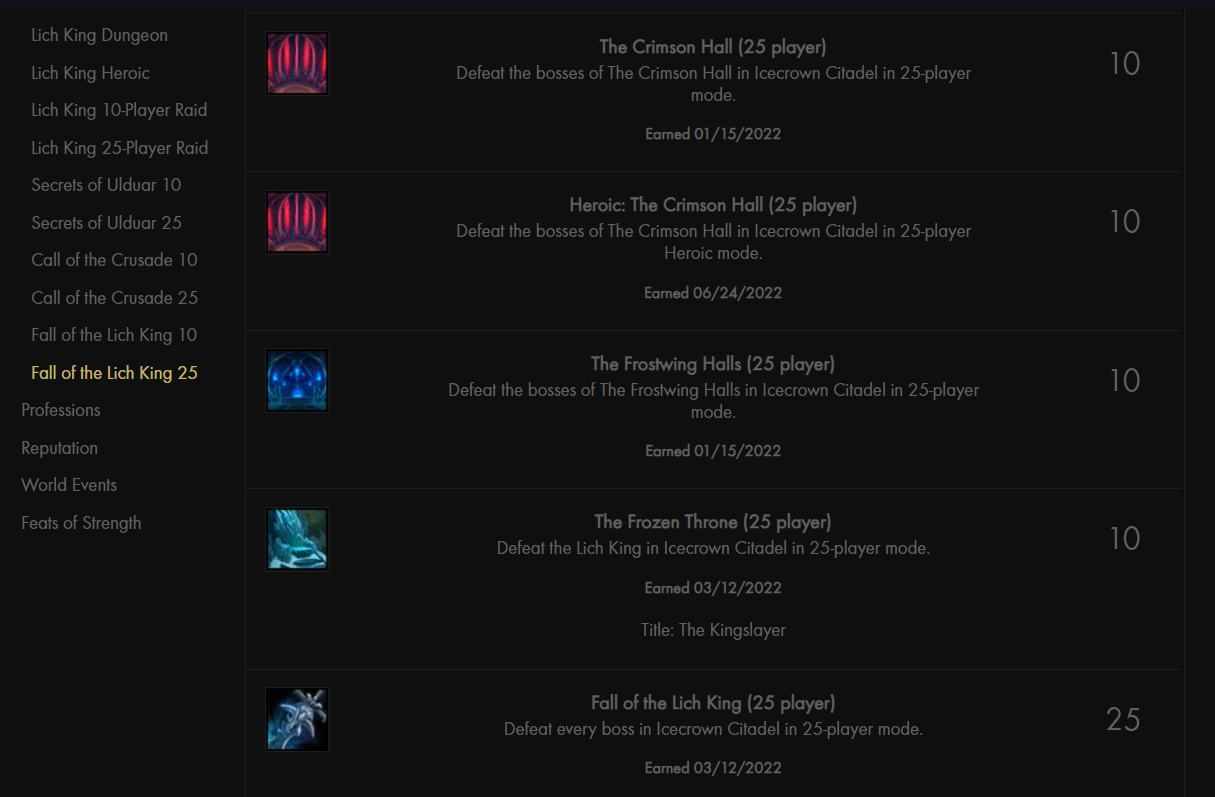 Lich King Dungeon
Lich King Heroic
Lich King 10-Player Raid
Lich King 25-Player Raid
Secrets of Ulduar 10
Secrets of Ulduar 25
Call of the Crusade 10
Call of the Crusade 25
Fall of the Lich King 10
Fall of the Lich King 25
Professions
Reputation
World Events
Feats of Strength
The Crimson Hall (25 player)
Defeat the bosses of The Crimson Hall in Icecrown Citadel in 25-player
mode.
Earned 01/15/2022
10
Heroic: The Crimson Hall (25 player)
Defeat the bosses of The Crimson Hall in Icecrown Citadel in 25-player
Heroic mode.
Earned 06/24/2022
10
The Frostwing Halls (25 player)
Defeat the bosses of The Frostwing Halls in Icecrown Citadel in 25-player
mode.
Earned 01/15/2022
10
The Frozen Throne (25 player)
Defeat the Lich King in Icecrown Citadel in 25-player mode.
Earned 03/12/2022
Title: The Kingslayer
10
Fall of the Lich King (25 player)
Defeat every boss in Icecrown Citadel in 25-player mode.
Earned 03/12/2022
25